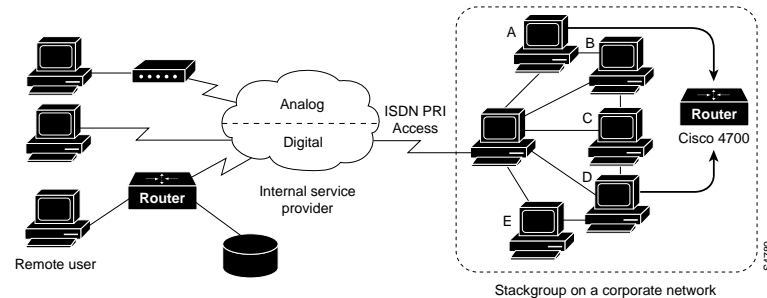 A
B
Analog
ISDN PRI
Access
Router
Digital
C
Cisco 4700
D
Router
Internal service
provider
E
Remote user
Stackgroup on a corporate network